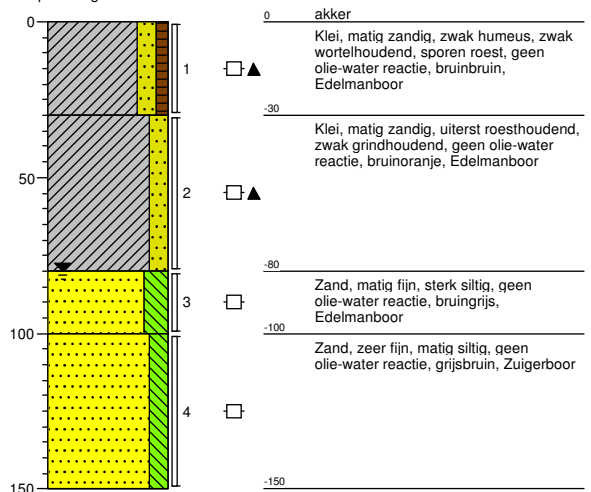 0
akker
0
Klei, matig zandig, zwak humeus, zwak
wortelhoudend, sporen roest, geen
olie-water reactie, bruinbruin,
Edelmanboor
1
-30
Klei, matig zandig, uiterst roesthoudend,
zwak grindhoudend, geen olie-water
reactie, bruinoranje, Edelmanboor
50
2
-80
Zand, matig fijn, sterk siltig, geen
olie-water reactie, bruingrijs,
Edelmanboor
3
100
-100
Zand, zeer fijn, matig siltig, geen
olie-water reactie, grijsbruin, Zuigerboor
4
150
-150